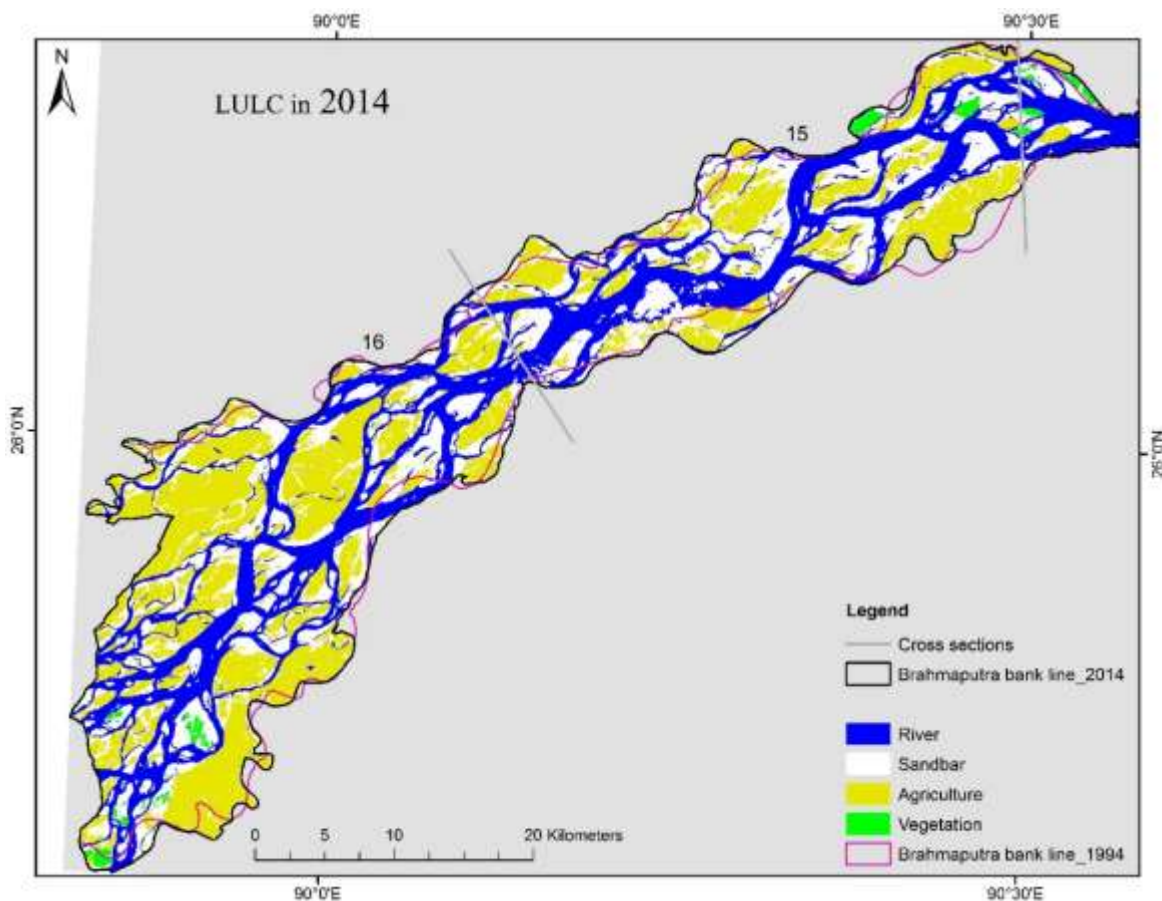 90°0'E 90°30'E
N
LULC in 2014
15
16
26°0'N
26°0'N
Legend
Cross sections
Brahmaputra bank line_2014
River
Sandbar
Agriculture
Vegetation
Brahmaputra bank line_1994
0 5 10 20 Kilometers
90°0'E 90°30'E